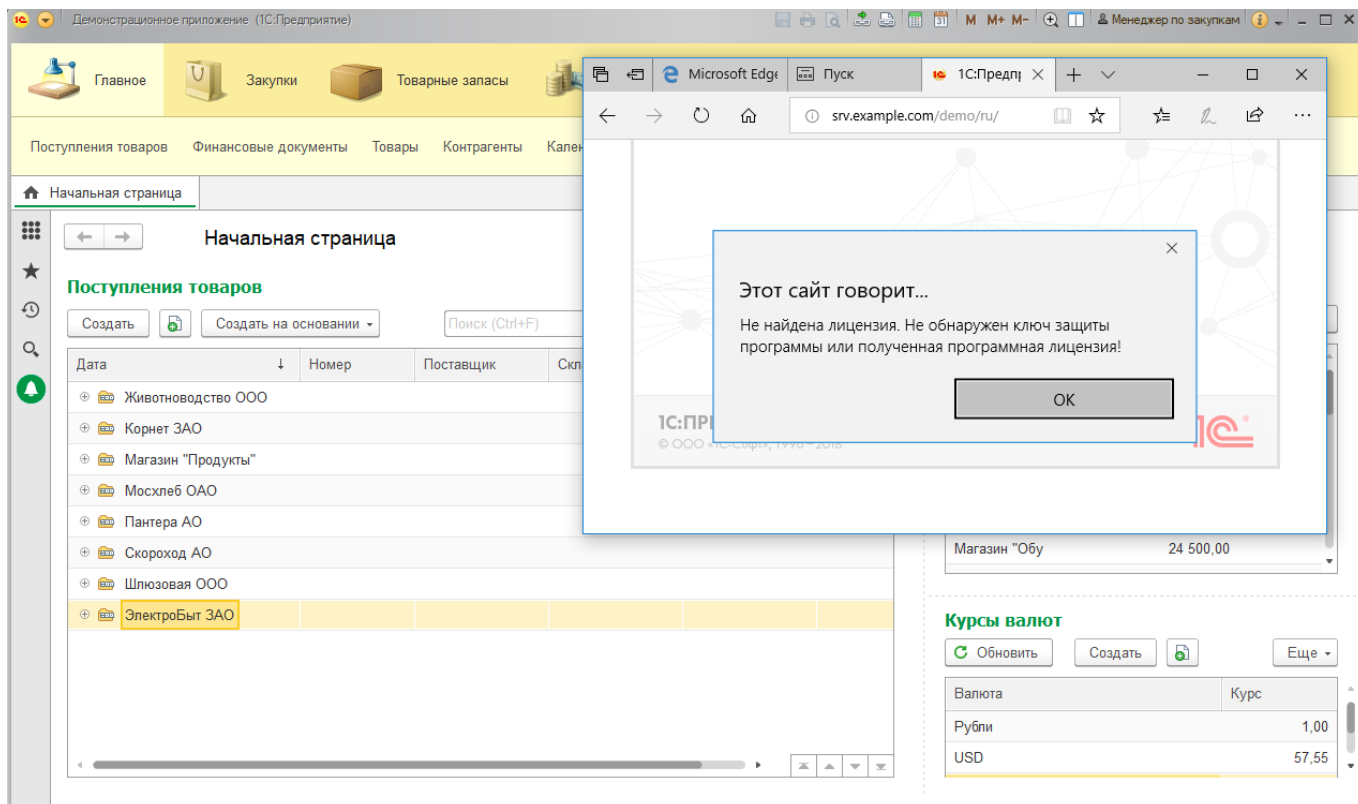 Демонстрационное приложение (1С:Предприятие)
M M+ M- Менеджер по закупкам
Главное Закупки Товарные запасы
Поступления товаров Финансовые документы Товары Контрагенты
Начальная страница
Начальная страница
Поступления товаров
Создать Создать на основании Поиск (Ctrl+F)
Дата Номер Поставщик
Животноводство ООО
Корнет ЗАО
Магазин "Продукты"
Мосхлеб ОАО
Пантера АО
Скороход АО
Шлюзовая ООО
ЭлектроБыт ЗАО
Microsoft Edge Пуск 1С:Предп
srv.example.com/demo/ru/
Этот сайт говорит...
Не найдена лицензия. Не обнаружен ключ защиты
программы или полученная программная лицензия!
OK
1С:ПР
Магазин "Обу 24 500,00
Курсы валют
Обновить Создать Еще
Валюта Курс
Рубли 1,00
USD 57,55